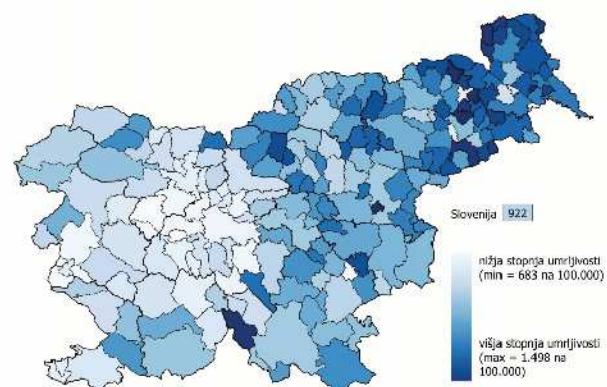 Slovenija 922
nižja stopnja umrljivosti
(min = 683 na 100.000)
višja stopnja umrljivosti
(max = 1.498 na
100.000)